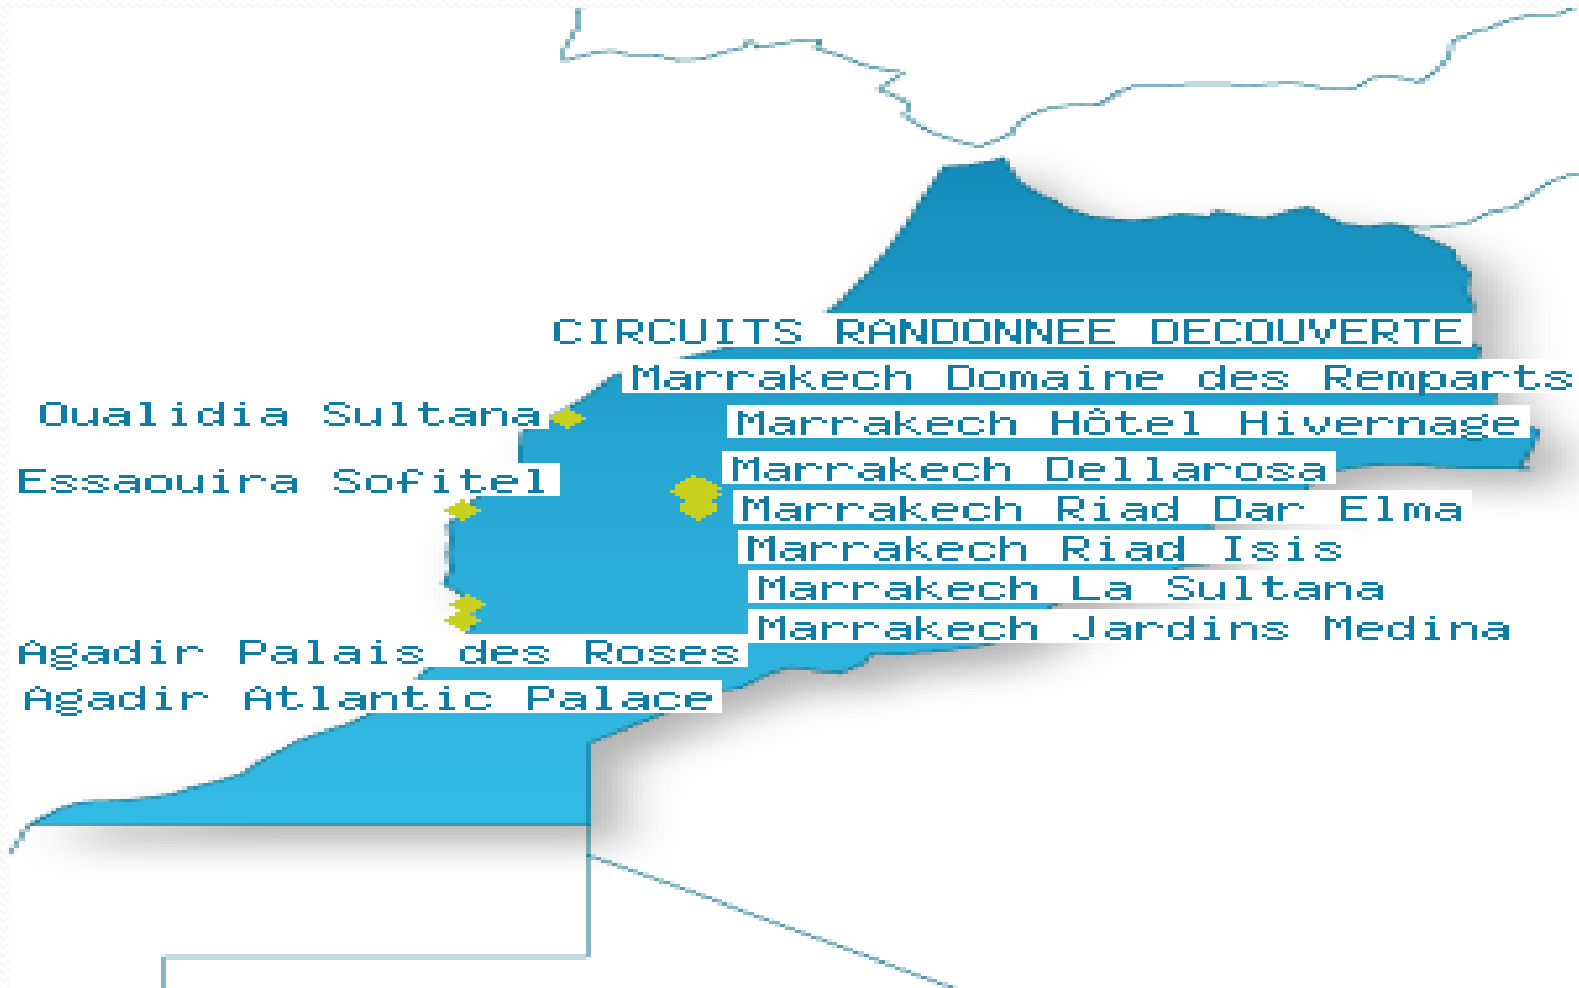 CIRCUITS RANDONNEE DECOUVERTE
Marrakech Domaine des Remparts
Oualidia Sultana
Marrakech Hôtel Hivernage
Marrakech Dellarosa
Essaouira Sofitel
Marrakech Riad Dar Elma
Marrakech Riad Isis
Marrakech La Sultana
Marrakech Jardins Medina
Agadir Palais des Roses
Agadir Atlantic Palace